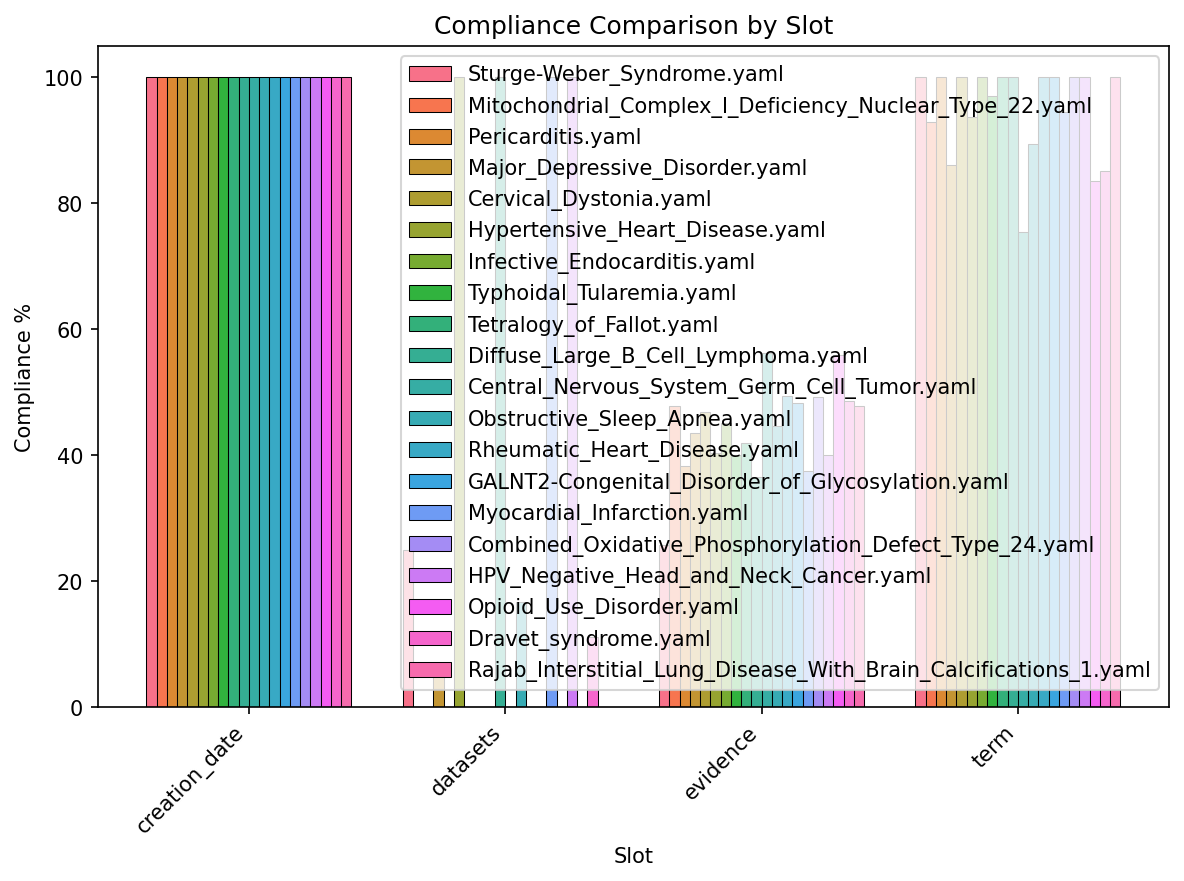 Compliance Comparison by Slot
Compliance %
100
80
60
40
20
0
Sturge-Weber_Syndrome.yaml
Mitochondrial_Complex_I_Deficiency_Nuclear_Type_22.yaml
Pericarditis.yaml
Major_Depressive_Disorder.yaml
Cervical_Dystonia.yaml
Hypertensive_Heart_Disease.yaml
Infective_Endocarditis.yaml
Typhoidal_Tularemia.yaml
Tetralogy_of_Fallot.yaml
Diffuse_Large_B_Cell_Lymphoma.yaml
Central_Nervous_System_Germ_Cell_Tumor.yaml
Obstructive_Sleep_Apnea.yaml
Rheumatic_Heart_Disease.yaml
GALNT2-Congenital_Disorder_of_Glycosylation.yaml
Myocardial_Infarction.yaml
Combined_Oxidative_Phosphorylation_Defect_Type_24.yaml
HPV_Negative_Head_and_Neck_Cancer.yaml
Opioid_Use_Disorder.yaml
Dravet_syndrome.yaml
Rajab_Interstitial_Lung_Disease_With_Brain_Calcifications_1.yaml
creation_date
datasets
evidence
term
Slot